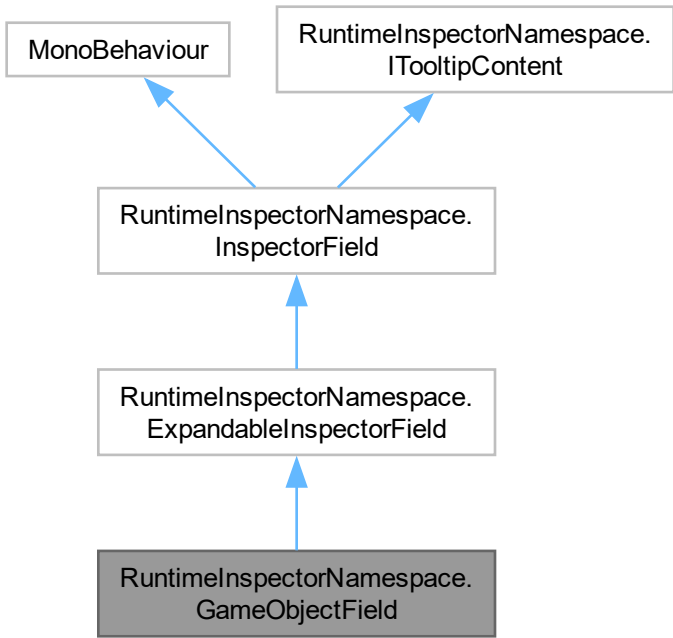 MonoBehaviour
RuntimeInspectorNamespace.
ITooltipContent
RuntimeInspectorNamespace.
InspectorField
RuntimeInspectorNamespace.
ExpandableInspectorField
RuntimeInspectorNamespace.
GameObjectField